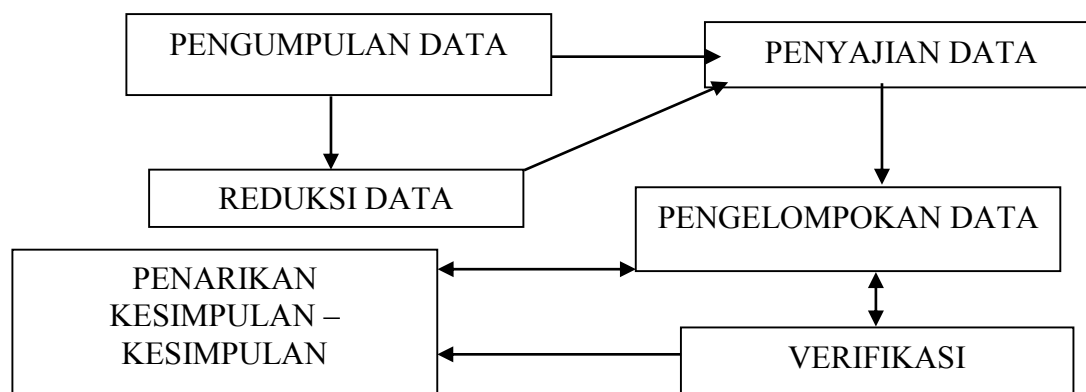 PENGUMPULAN DATA
PENYAJIAN DATA
REDUKSI DATA
PENGELOMPOKAN DATA
PENARIKAN
KESIMPULAN –
KESIMPULAN
VERIFIKASI